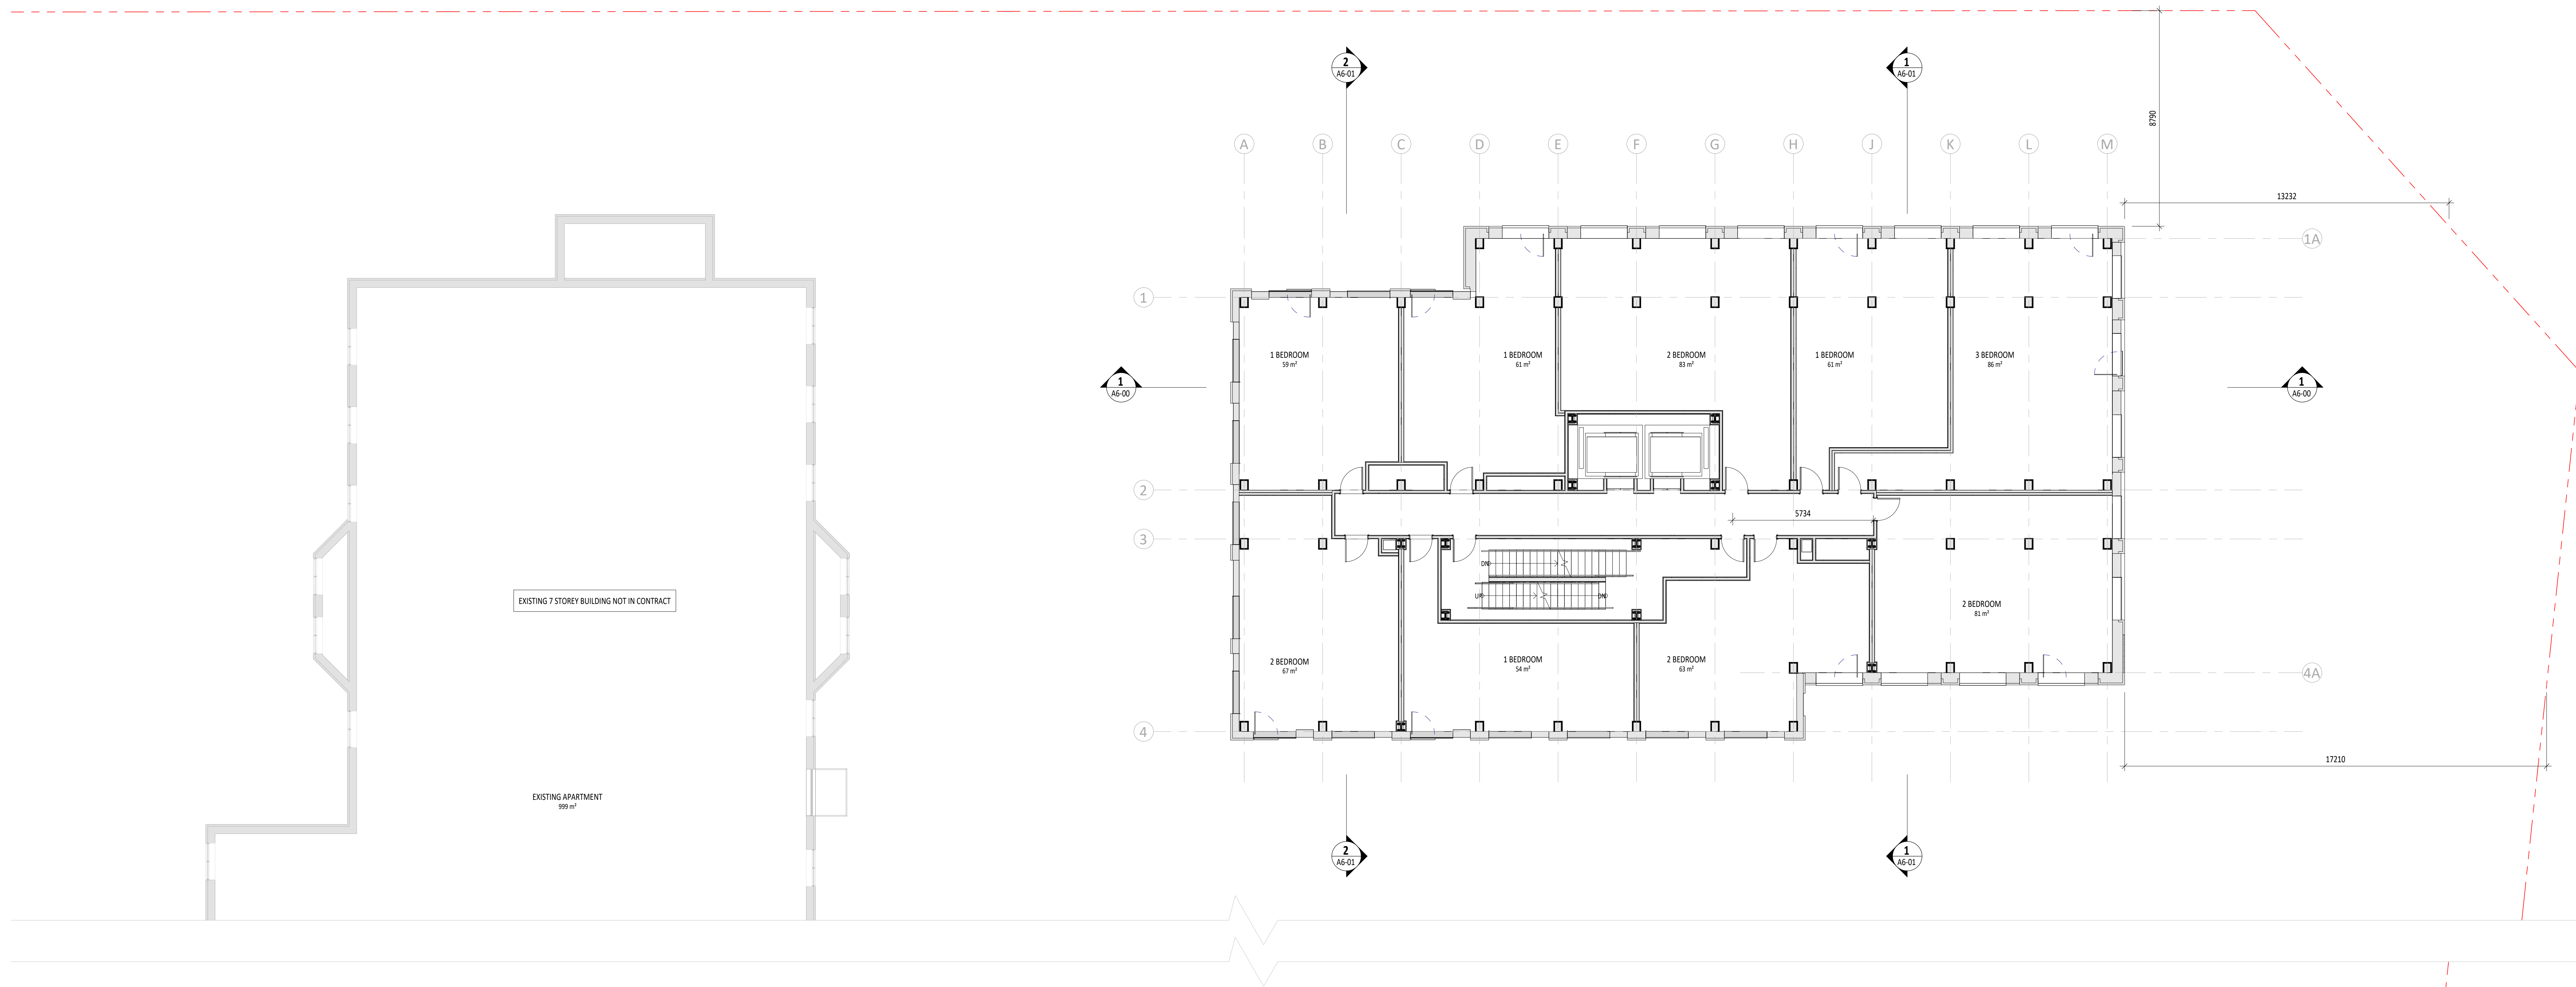 2
A6-01
1
A6-01
8790
A
B
C
D
E
F
G
H
J
K
L
M
13232
1A
1
1 BEDROOM
59 m²
1 BEDROOM
61 m²
2 BEDROOM
83 m²
1 BEDROOM
61 m²
3 BEDROOM
86 m²
1
A6-00
1
A6-00
2
5734
3
DN
UP
DN
EXISTING 7 STOREY BUILDING NOT IN CONTRACT
2 BEDROOM
81 m²
2 BEDROOM
67 m²
1 BEDROOM
54 m²
2 BEDROOM
63 m²
4A
4
17210
EXISTING APARTMENT
999 m²
2
A6-01
1
A6-01